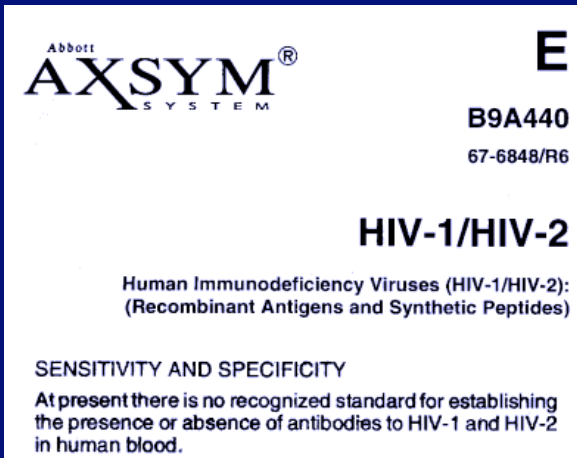 Abbott
AXSYM®
SYSTEM
E
B9A440
67-6848/R6
HIV-1/HIV-2
Human Immunodeficiency Viruses (HIV-1/HIV-2):
(Recombinant Antigens and Synthetic Peptides)
SENSITIVITY AND SPECIFICITY
At present there is no recognized standard for establishing
the presence or absence of antibodies to HIV-1 and HIV-2
in human blood.